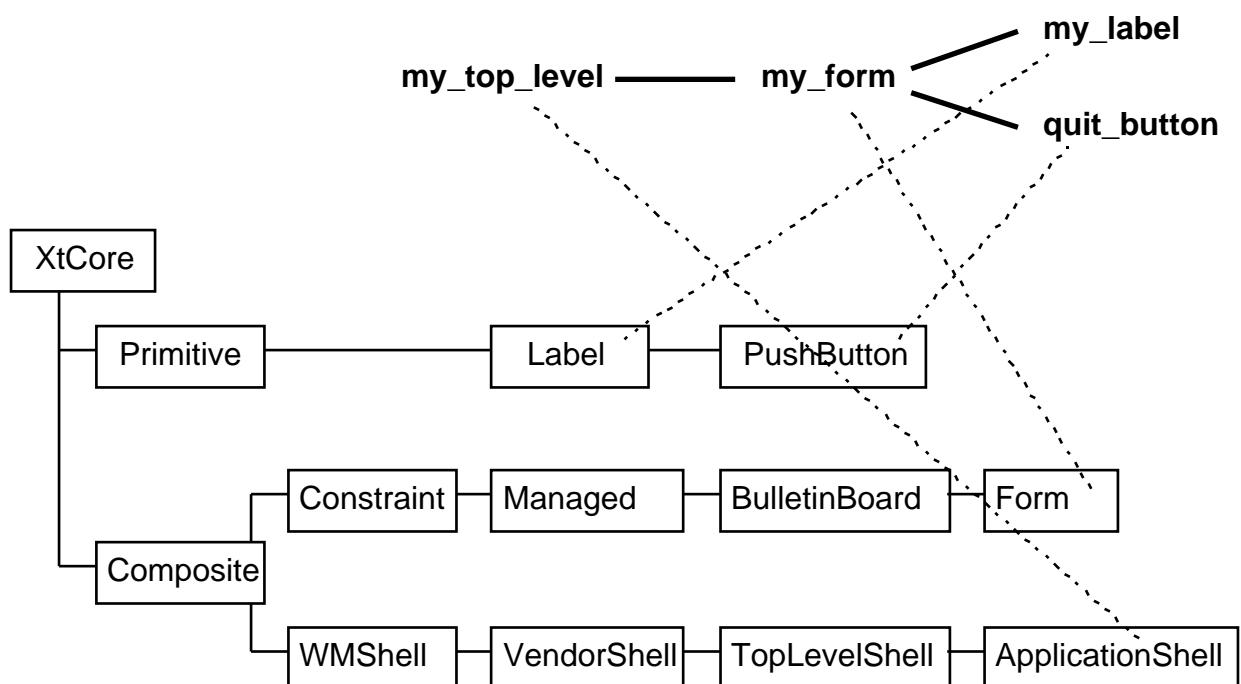 my_label
my_top_level
my_form
quit_button
XtCore
Primitive
Label
PushButton
Constraint
Managed
BulletinBoard
Form
Composite
WMShell
VendorShell
TopLevelShell
ApplicationShell